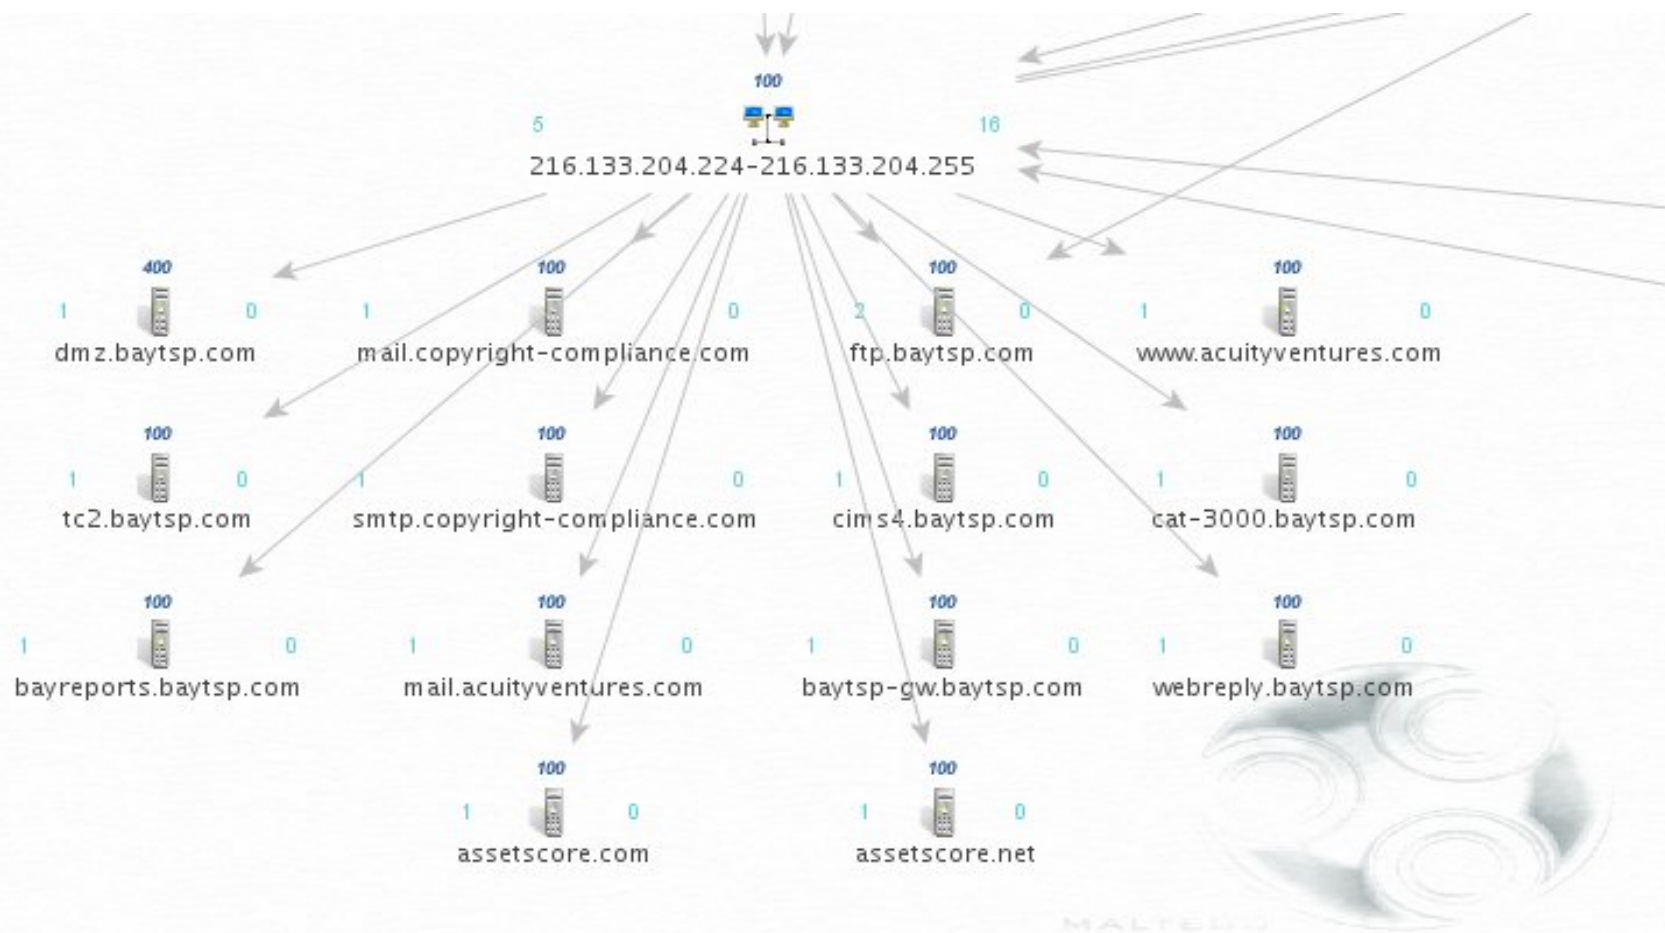 100
5 16
216.133.204.224-216.133.204.255
400 100 100 100
1 0 1 0 2 0 1 0
dmz.baytsp.com mail.copyright-compliance.com ftp.baytsp.com www.acuityventures.com
100 100 100 100
1 0 1 0 1 0 1 0
tc2.baytsp.com smtp.copyright-compliance.com cims4.baytsp.com cat-3000.baytsp.com
100 100 100 100
1 0 1 0 1 0 1 0
bayreports.baytsp.com mail.acuityventures.com baytsp-gw.baytsp.com webreply.baytsp.com
100 100
1 0 1 0
assetscore.com assetscore.net